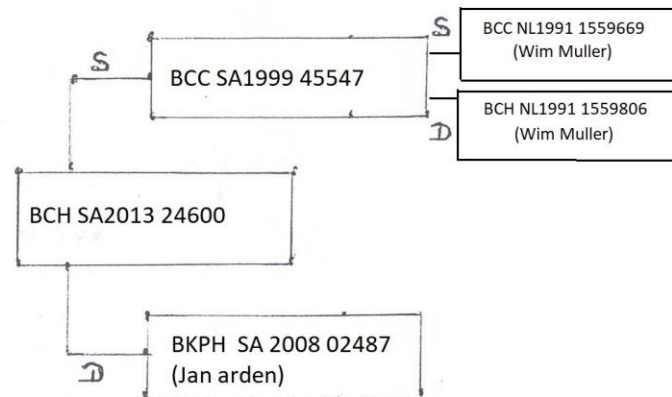 S
BCC NL1991 1559669
(Wim Muller)
S
BCC SA1999 45547
BCH NL1991 1559806
(Wim Muller)
D
BCH SA2013 24600
BKPH SA 2008 02487
(Jan arden)
D